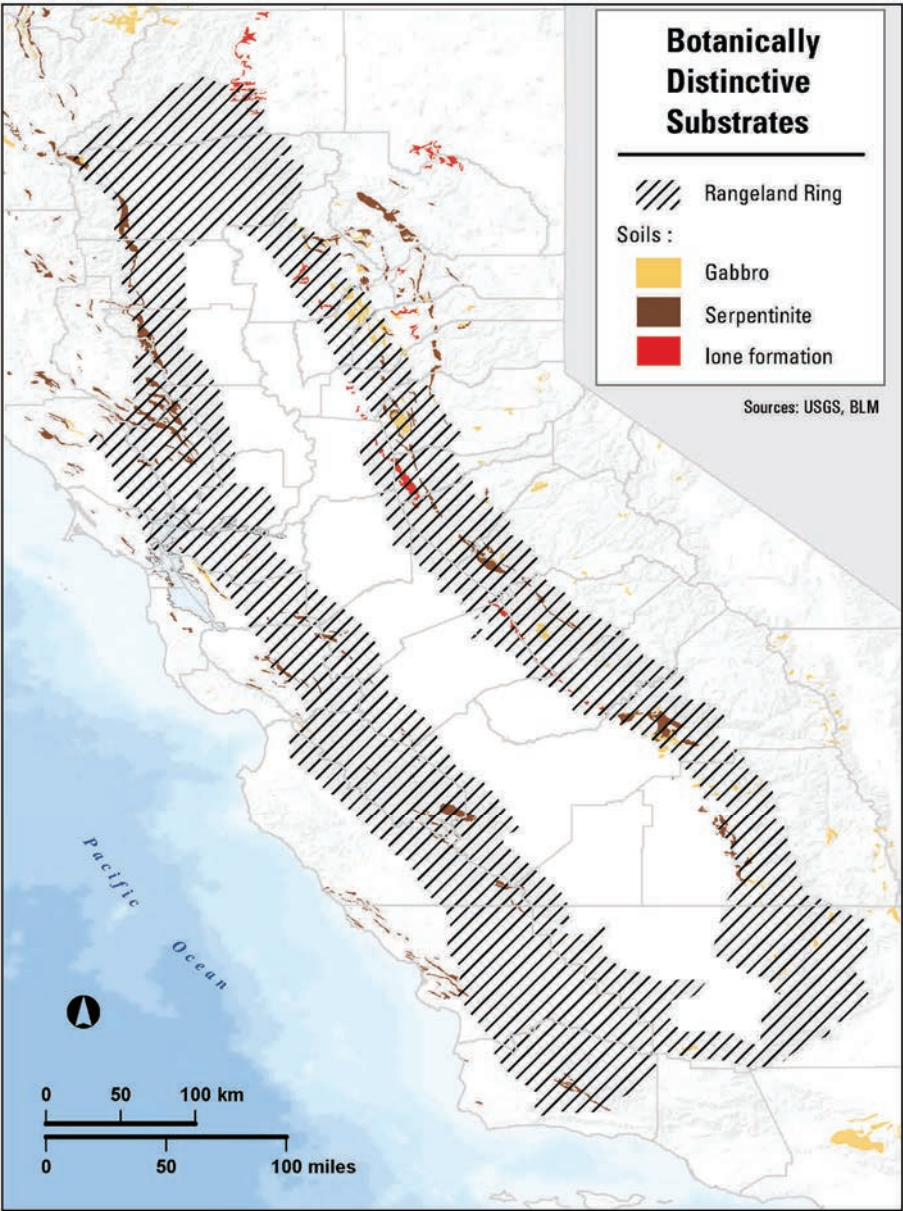 Botanically
Distinctive
Substrates
Rangeland Ring
Soils :
Gabbro
Serpentinite
Ione formation
Sources: USGS, BLM
Pacific
Ocean
0 50 100 km
0 50 100 miles